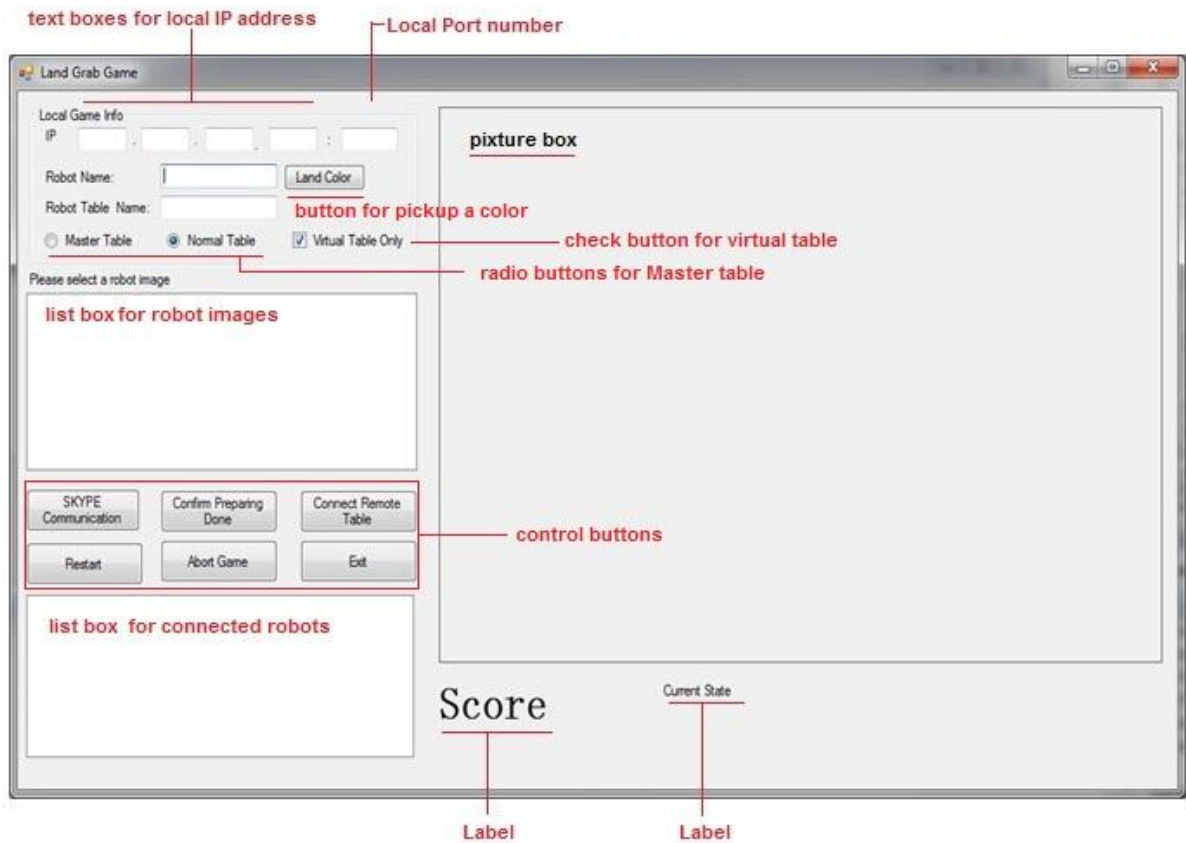 text boxes for local IP address
Local Port number
Land Grab Game
Local Game Info
IP . . . :
pixture box
Robot Name: Land Color
Robot Table Name:
button for pickup a color
Master Table Normal Table Virtual Table Only
check button for virtual table
radio buttons for Master table
Please select a robot image
list box for robot images
SKYPE Communication
Confirm Preparing Done
Connect Remote Table
control buttons
Restart Abort Game Exit
list box for connected robots
Score
Current State
Label
Label